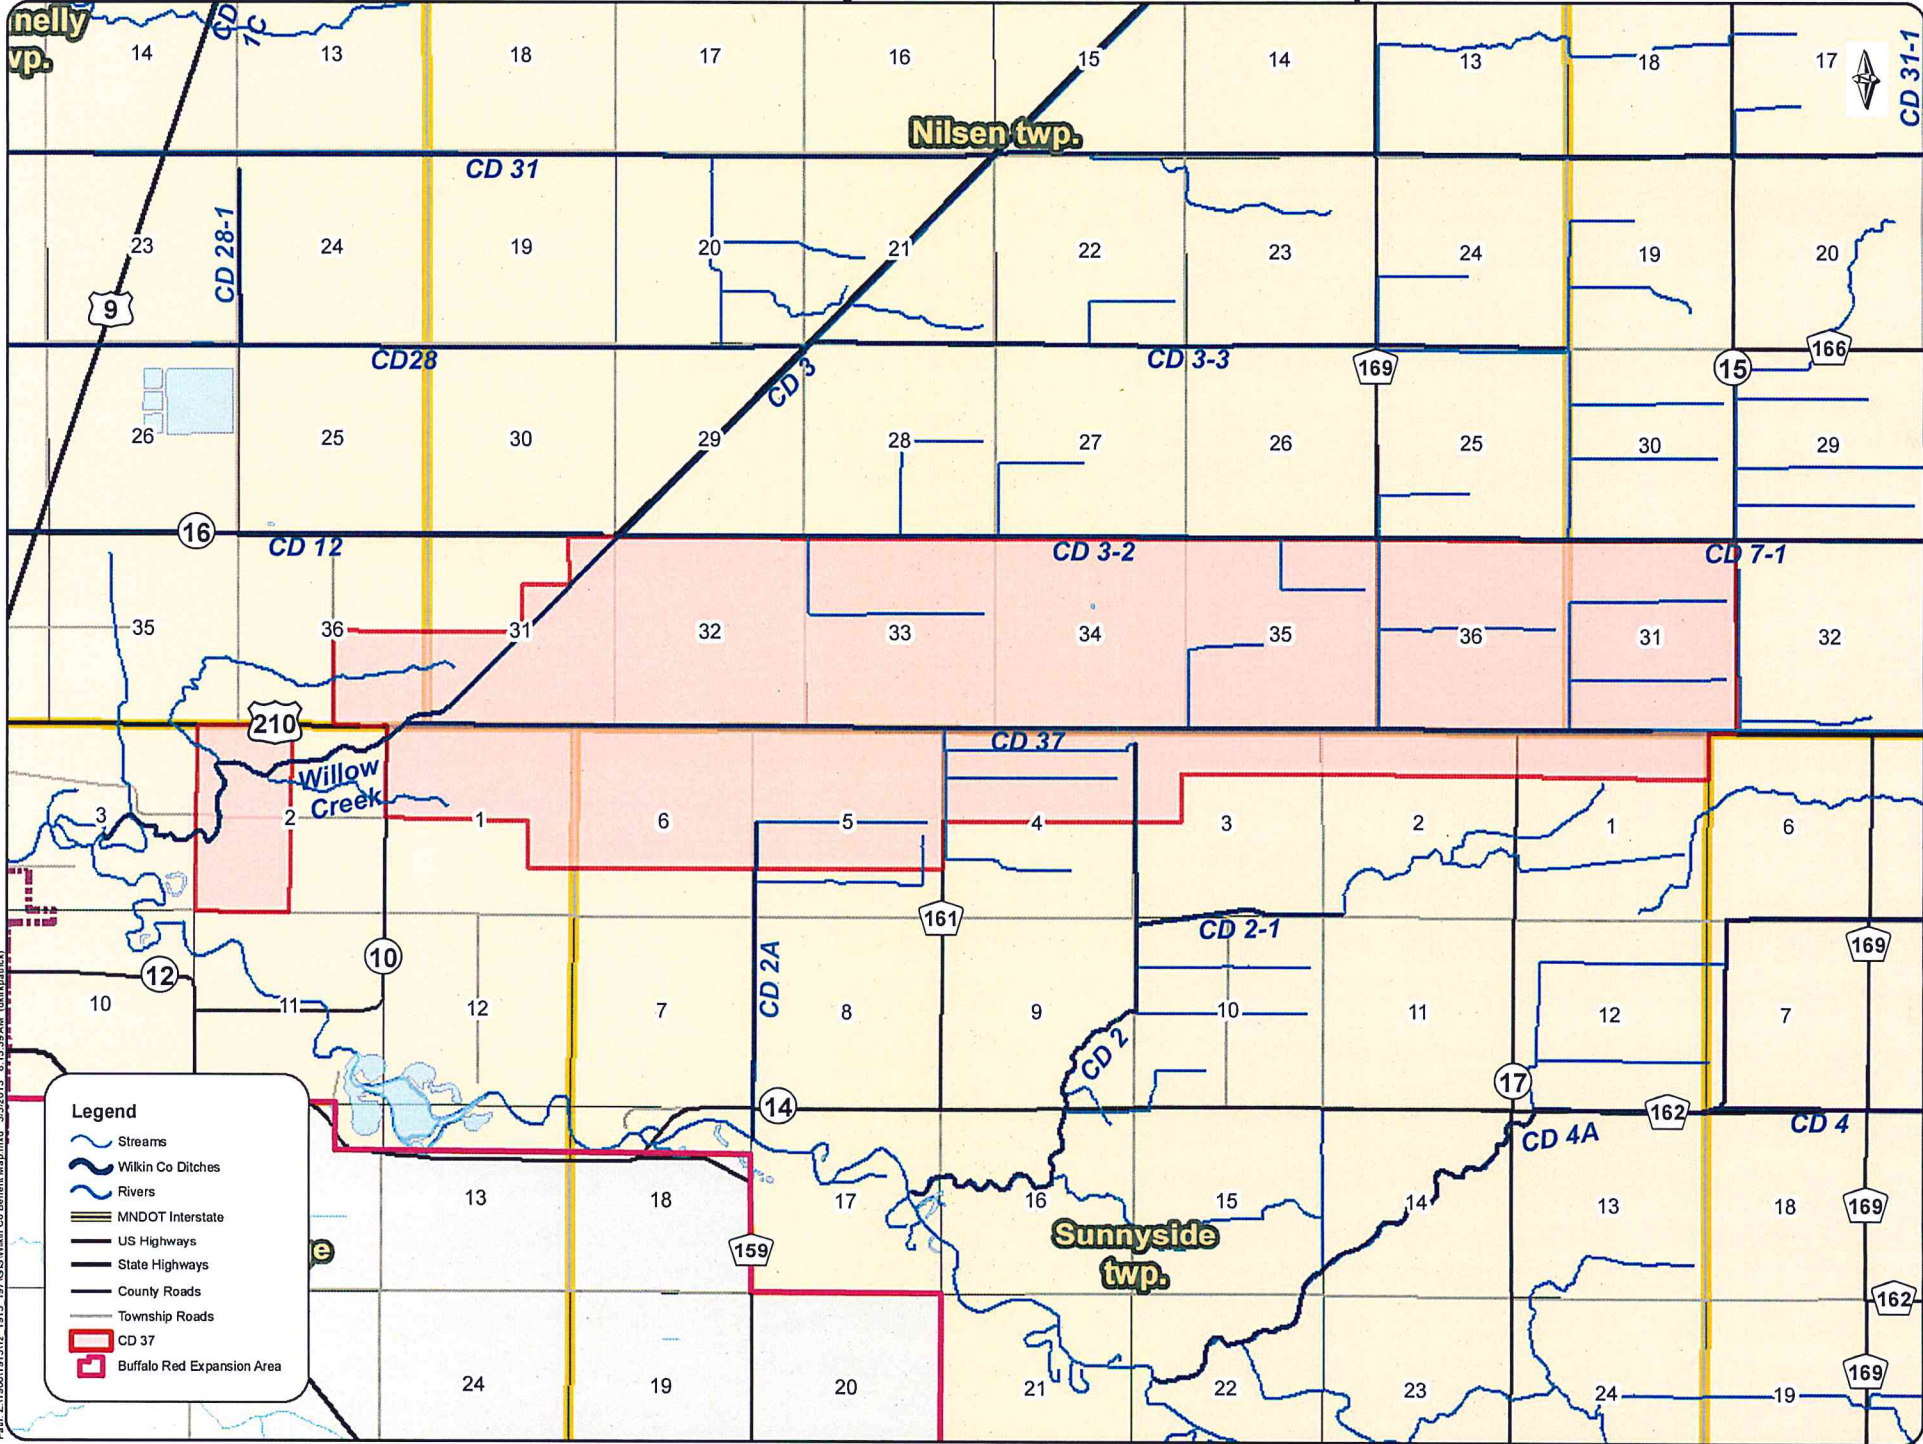 nelly
vp.
14
CD
1C
13
18
17
16
15
14
13
18
17
CD 31-1
Nilsen twp.
CD 31
CD 28-1
23
24
19
20
21
22
23
24
19
20
9
CD28
CD 3
CD 3-3
169
15
166
26
25
30
29
28
27
26
25
30
29
16
CD 12
CD 3-2
CD 7-1
35
36
31
32
33
34
35
36
31
32
210
CD 37
Willow
Creek
3
2
1
6
5
4
3
2
1
6
161
CD 2-1
169
12
10
CD 2A
10
11
12
7
8
9
10
11
12
7
CD 2
17
14
162
CD 4
CD 4A
13
18
17
16
15
14
13
18
169
Sunnyside
twp.
e
159
162
24
19
20
21
22
23
24
19
169
Legend
Streams
Wilkin Co Ditches
Rivers
MNDOT Interstate
US Highways
State Highways
County Roads
Township Roads
CD 37
Buffalo Red Expansion Area